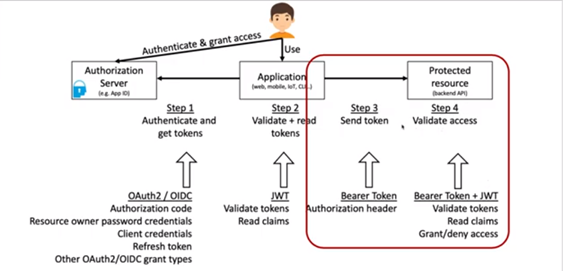 Authenticate & grant access
Use
Authorization
Server
(e.g. App ID)
Application
(web, mobile, IoT, CLI...)
Protected
resource
(backend API)
Step 1
Authenticate and
get tokens
Step 2
Validate + read
tokens
Step 3
Send token
Step 4
Validate access
OAuth2 / OIDC
Authorization code
Resource owner password credentials
Client credentials
Refresh token
Other OAuth2/OIDC grant types
JWT
Validate tokens
Read claims
Bearer Token
Authorization header
Bearer Token + JWT
Validate tokens
Read claims
Grant/deny access